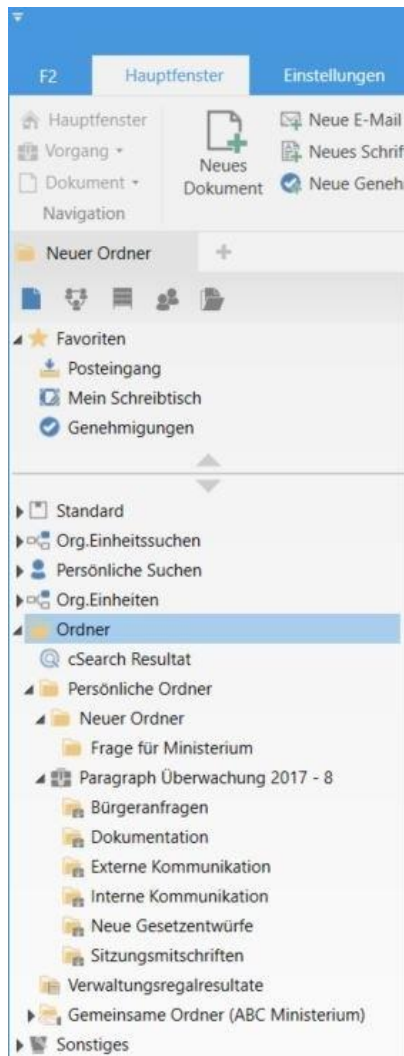 F2 Hauptfenster Einstellungen
Hauptfenster
Vorgang
Dokument
Navigation
Neues
Dokument
Neue E-Mail
Neues Schrif
Neue Geneh
Neuer Ordner +
Favoriten
Posteingang
Mein Schreibtisch
Genehmigungen
Standard
Org.Einheitssuchen
Persönliche Suchen
Org.Einheiten
Ordner
cSearch Resultat
Persönliche Ordner
Neuer Ordner
Frage für Ministerium
Paragraph Überwachung 2017 - 8
Bürgeranfragen
Dokumentation
Externe Kommunikation
Interne Kommunikation
Neue Gesetzentwürfe
Sitzungsmitschriften
Verwaltungsregalresultate
Gemeinsame Ordner (ABC Ministerium)
Sonstiges